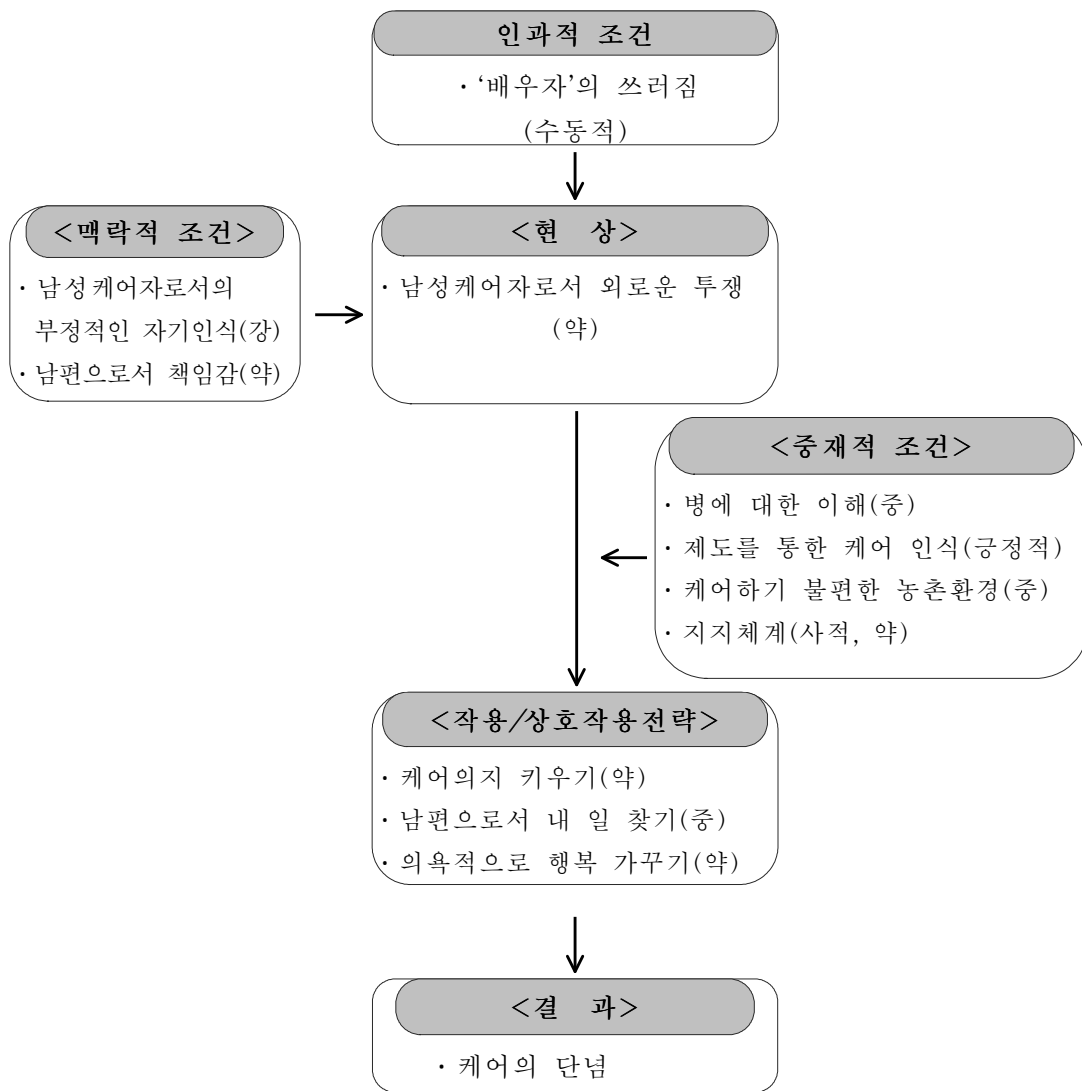 인과적 조건
· ‘배우자’의 쓰러짐
(수동적)
<맥락적 조건>
· 남성케어자로서의
부정적인 자기인식(강)
· 남편으로서 책임감(약)
<현 상>
· 남성케어자로서 외로운 투쟁
(약)
<중재적 조건>
· 병에 대한 이해(중)
· 제도를 통한 케어 인식(긍정적)
· 케어하기 불편한 농촌환경(중)
· 지지체계(사적, 약)
<작용/상호작용전략>
· 케어의지 키우기(약)
· 남편으로서 내 일 찾기(중)
· 의욕적으로 행복 가꾸기(약)
<결 과>
· 케어의 단념